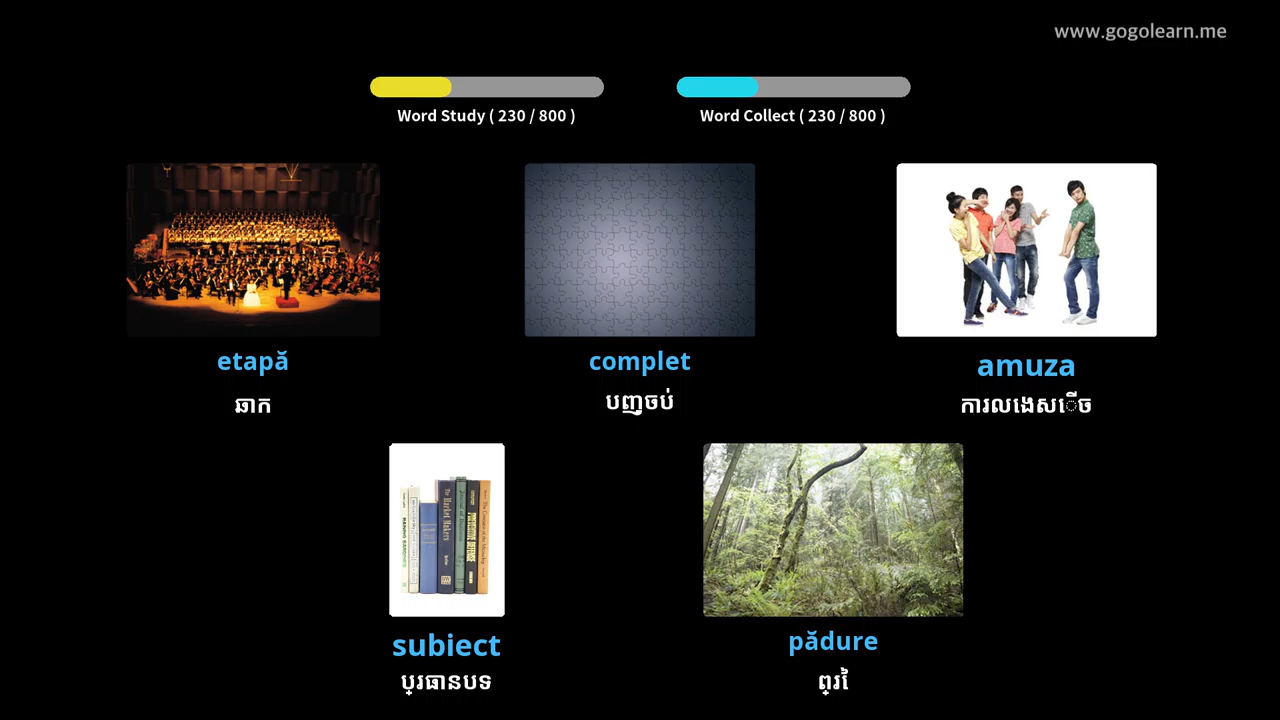 www.gogolearn.me
Word Study ( 230 / 800 )
Word Collect ( 230 / 800 )
etapă
complet
amuza
ឆាក
បញ្ចប់
ការលងេសើច
subiect
pădure
ប្រធានបទ
ព្រៃ